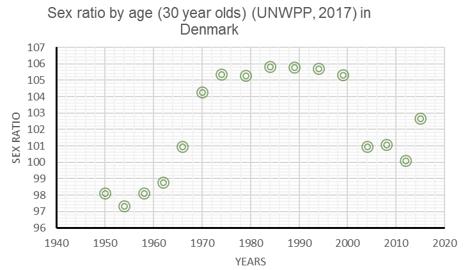 Sex ratio by age (30 year olds) (UNWPP, 2017) in
Denmark
107
106
105
104
103
102
101
100
99
98
97
96
SEX RATIO
1940 1950 1960 1970 1980 1990 2000 2010 2020
YEARS